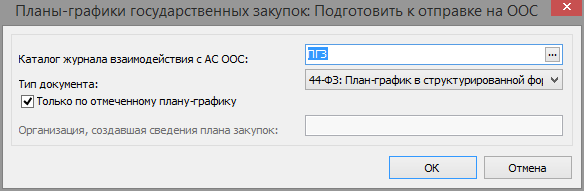 Планы-графики государственных закупок: Подготовить к отправке на ООС
Каталог журнала взаимодействия с АС ООС:
ПГЗ
...
Тип документа:
44-ФЗ: План-график в структурированной фор
Только по отмеченному плану-графику
Организация, создавшая сведения плана закупок:
ОК
Отмена